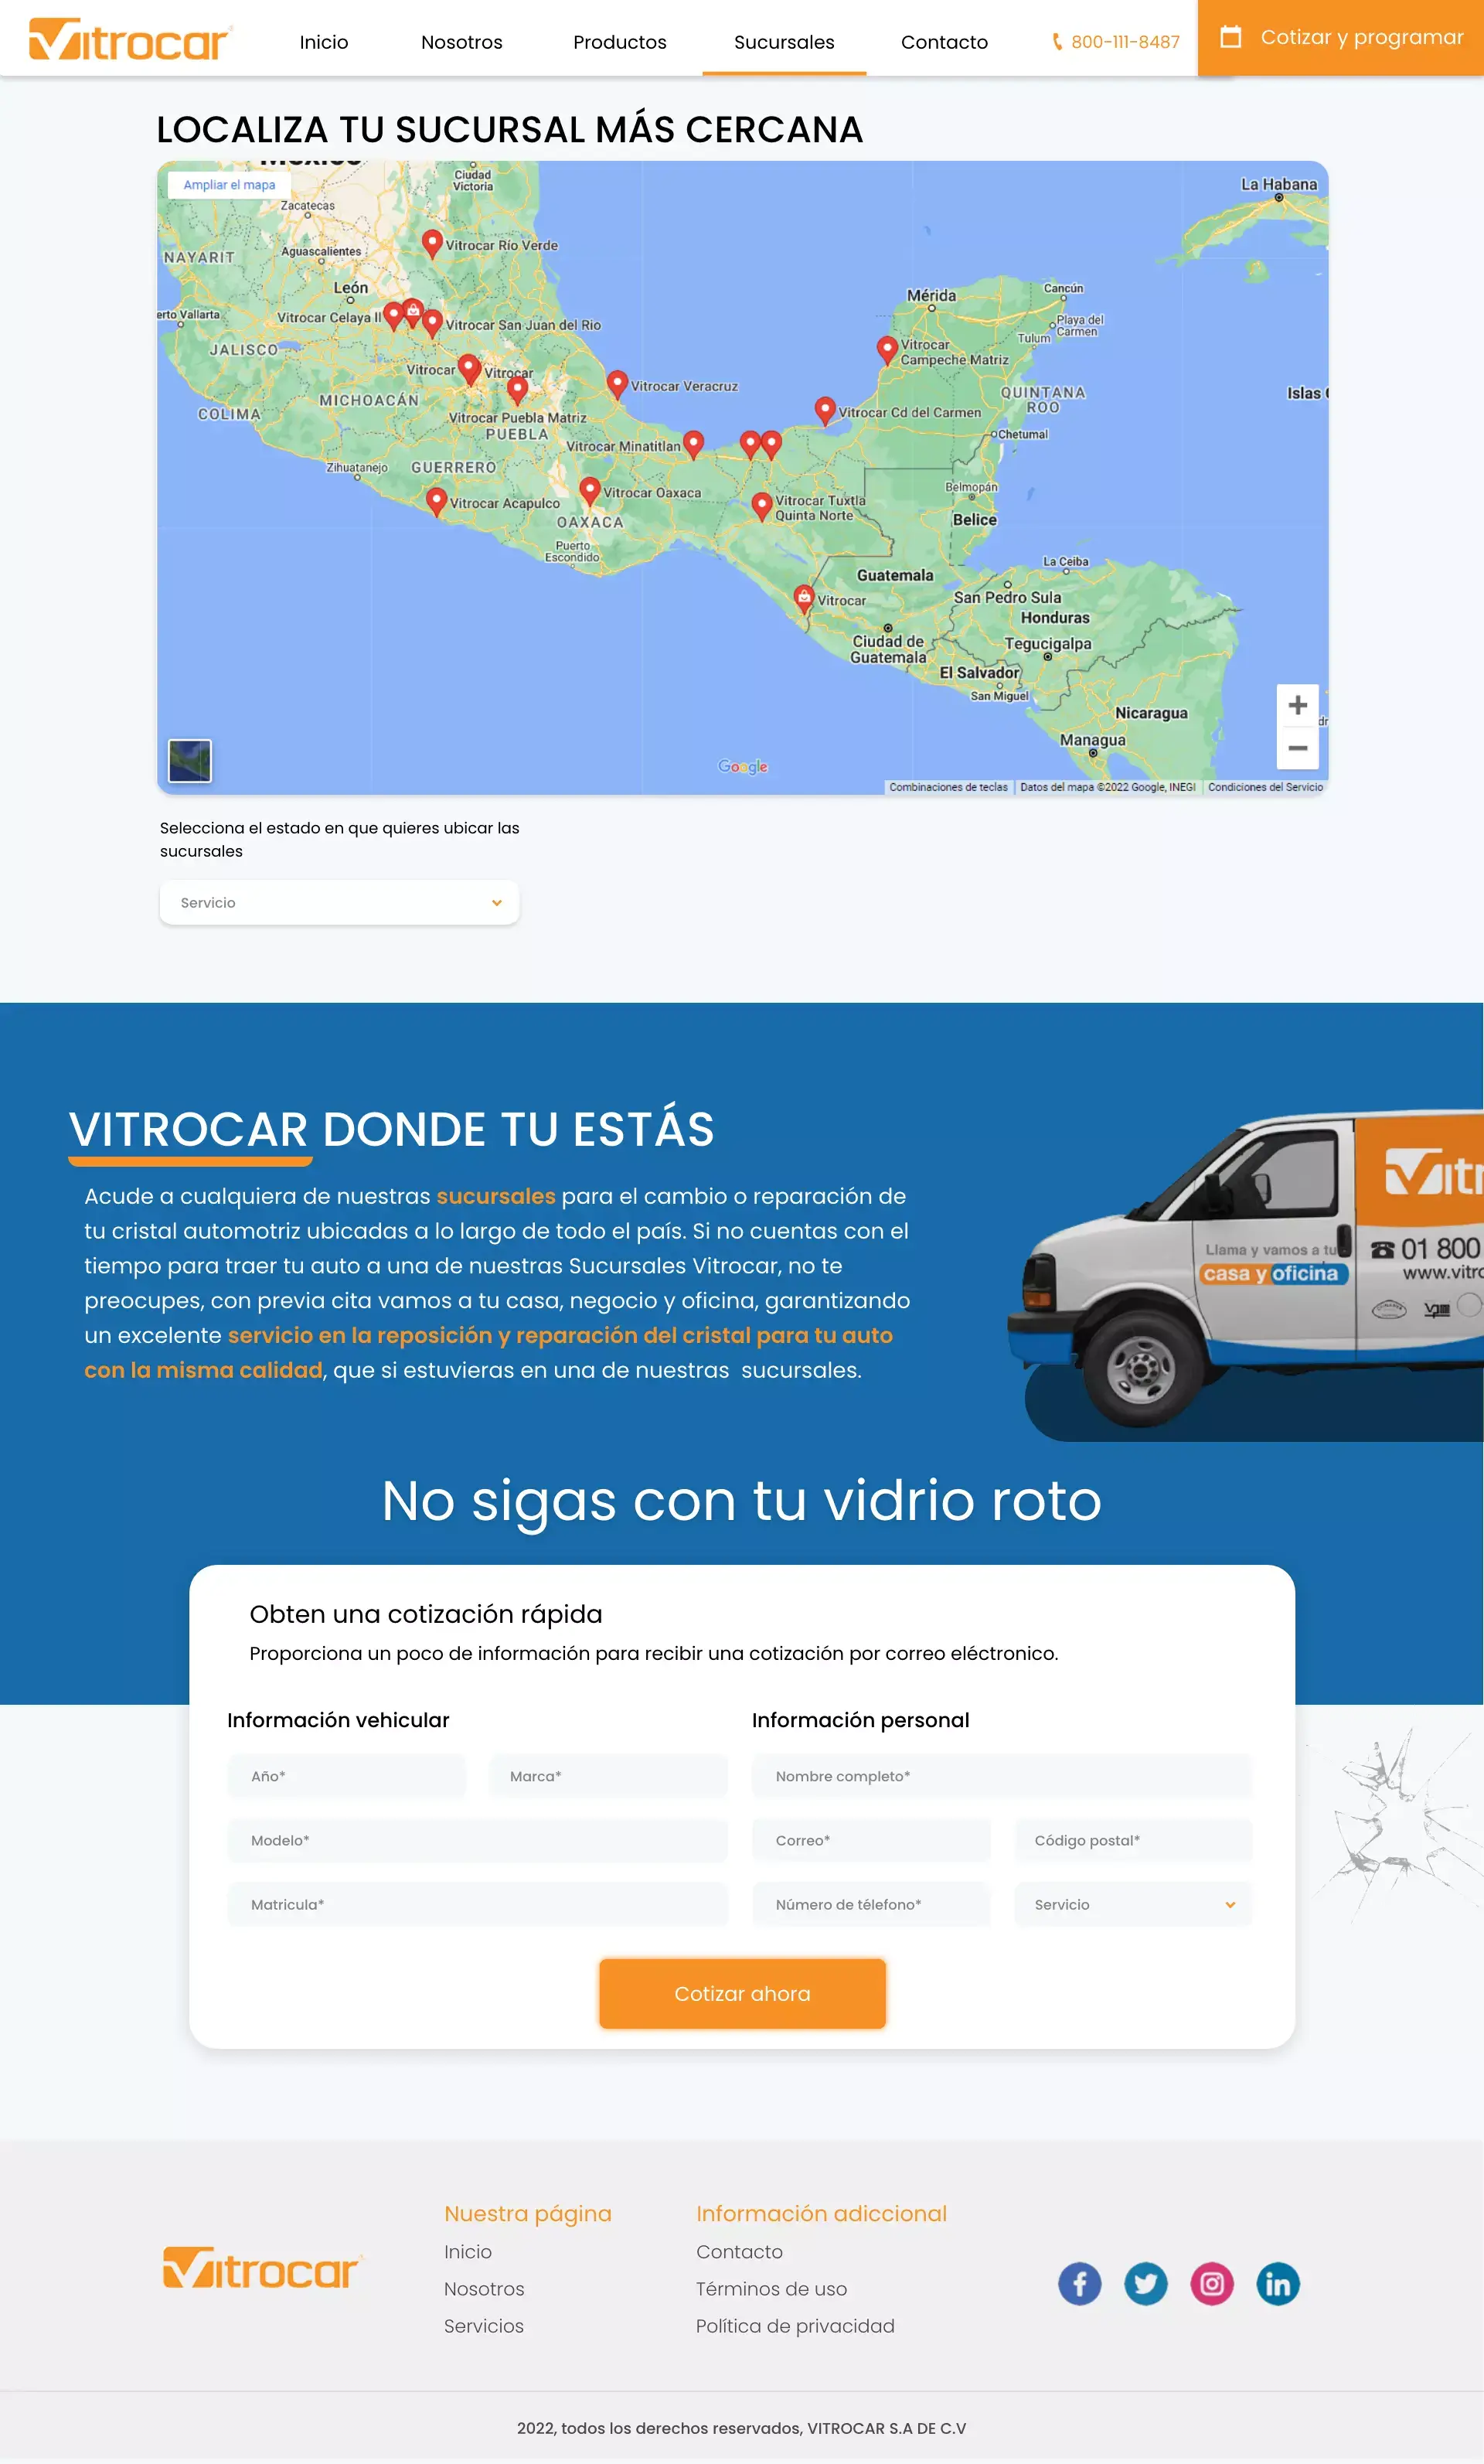 Vitrocar
Inicio
Nosotros
Productos
Sucursales
Contacto
800-111-8487
Cotizar y programar
LOCALIZA TU SUCURSAL MÁS CERCANA
México
Ampliar el mapa
Ciudad
Victoria
La Habana
Zacatecas
NAYARIT
Aguascalientes
Vitrocar Río Verde
León
Mérida
Cancún
erto Vallarta
Vitrocar Celaya II
Vitrocar San Juan del Rio
Playa del
Carmen
Tulum
JALISCO
Vitrocar
Campeche Matriz
Vitrocar
Vitrocar
Vitrocar Veracruz
QUINTANA
ROO
Islas
MICHOACÁN
COLIMA
Vitrocar Puebla Matriz
PUEBLA
Vitrocar Cd del Carmen
Chetumal
Vitrocar Minatitlan
Zihuatanejo
GUERRERO
Belmopán
Vitrocar Acapulco
Vitrocar Oaxaca
Vitrocar Tuxtla
Quinta Norte
OAXACA
Belice
Puerto
Escondido
La Ceiba
Guatemala
San Pedro Sula
Vitrocar
Honduras
Ciudad de
Guatemala
Tegucigalpa
El Salvador
San Miguel
Nicaragua
dr
Managua
Google
Combinaciones de teclas
Datos del mapa ©2022 Google, INEGI
Condiciones del Servicio
Selecciona el estado en que quieres ubicar las
sucursales
Servicio
VITROCAR DONDE TU ESTÁS
Acude a cualquiera de nuestras sucursales para el cambio o reparación de
tu cristal automotriz ubicadas a lo largo de todo el país. Si no cuentas con el
tiempo para traer tu auto a una de nuestras Sucursales Vitrocar, no te
preocupes, con previa cita vamos a tu casa, negocio y oficina, garantizando
un excelente servicio en la reposición y reparación del cristal para tu auto
con la misma calidad, que si estuvieras en una de nuestras  sucursales.
Vitr
Llama y vamos a tu
casa y oficina
01 800
www.vitro
No sigas con tu vidrio roto
Obten una cotización rápida
Proporciona un poco de información para recibir una cotización por correo eléctronico.
Información vehicular
Información personal
Año*
Marca*
Nombre completo*
Modelo*
Correo*
Código postal*
Matricula*
Número de télefono*
Servicio
Cotizar ahora
Vitrocar
Nuestra página
Inicio
Nosotros
Servicios
Información adiccional
Contacto
Términos de uso
Política de privacidad
2022, todos los derechos reservados, VITROCAR S.A DE C.V